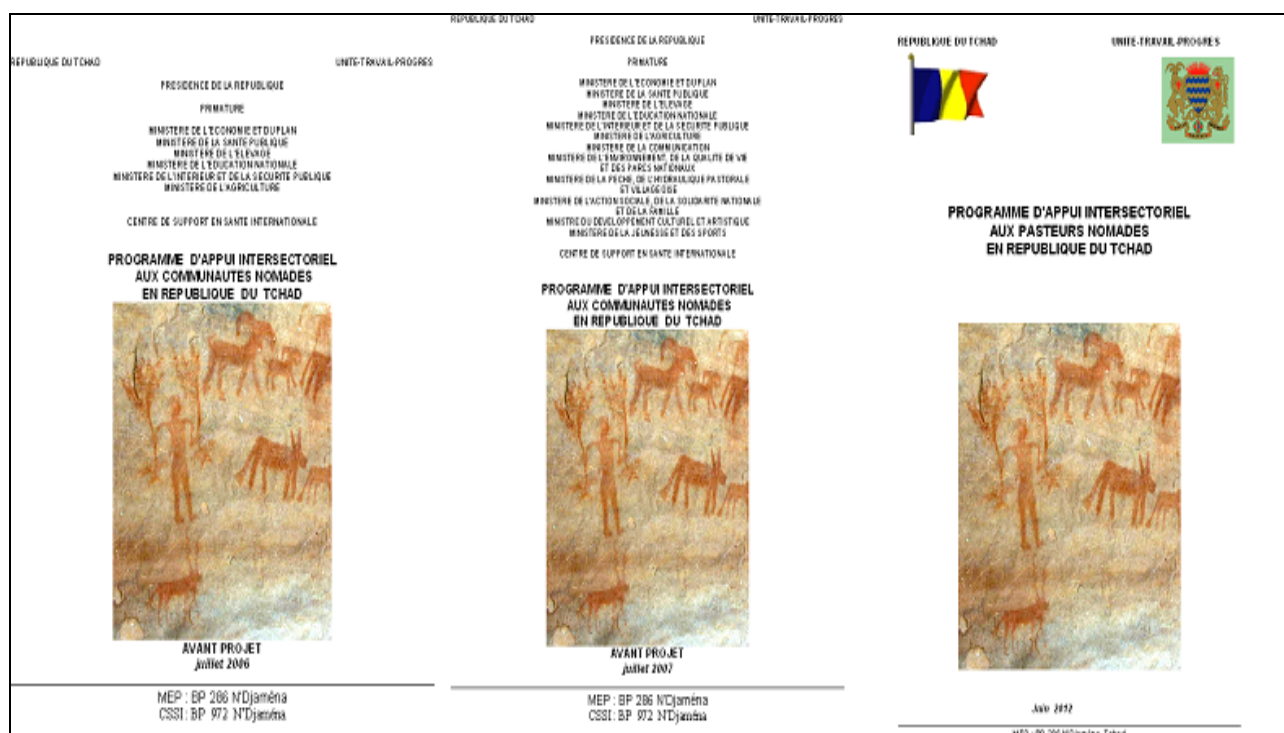 REPUBLIQUE DU TCHAD UNITE-TRAVAIL-PROGRES
PRESIDENCE DE LA REPUBLIQUE
PRIMATURE
MINISTERE DE L'ECONOMIE ET DU PLAN
MINISTERE DE LA SANTE PUBLIQUE
MINISTERE DE L'ELEVAGE
MINISTERE DE L'EDUCATION NATIONALE
MINISTERE DE L'INTERIEUR ET DE LA SECURITE PUBLIQUE
MINISTERE DE L'AGRICULTURE
CENTRE DE SUPPORT EN SANTE INTERNATIONALE
PROGRAMME D'APPUI INTERSECTORIEL
AUX COMMUNAUTES NOMADES
EN REPUBLIQUE DU TCHAD
AVANT PROJET
juillet 2006
MEP : BP 286 N'Djaména
CSSI : BP 972 N'Djaména
REPUBLIQUE DU TCHAD UNITE-TRAVAIL-PROGRES
PRESIDENCE DE LA REPUBLIQUE
PRIMATURE
MINISTERE DE L'ECONOMIE ET DU PLAN
MINISTERE DE LA SANTE PUBLIQUE
MINISTERE DE L'ELEVAGE
MINISTERE DE L'EDUCATION NATIONALE
MINISTERE DE L'INTERIEUR ET DE LA SECURITE PUBLIQUE
MINISTERE DE L'AGRICULTURE
MINISTERE DE LA COMMUNICATION
MINISTERE DE L'ENVIRONNEMENT, DE LA QUALITE DE VIE
ET DES PARCS NATIONAUX
MINISTERE DE LA PECHE, DE L'HYDRAULIQUE PASTORALE
ET VILLAGEOISE
MINISTERE DE L'ACTION SOCIALE, DE LA SOLIDARITE NATIONALE
ET DE LA FAMILLE
MINISTRE DU DEVELOPPEMENT CULTUREL ET ARTISTIQUE
MINISTERE DE LA JEUNESSE ET DES SPORTS
CENTRE DE SUPPORT EN SANTE INTERNATIONALE
PROGRAMME D'APPUI INTERSECTORIEL
AUX COMMUNAUTES NOMADES
EN REPUBLIQUE DU TCHAD
AVANT PROJET
juillet 2007
MEP : BP 286 N'Djaména
CSSI : BP 972 N'Djaména
REPUBLIQUE DU TCHAD UNITE-TRAVAIL-PROGRES
PROGRAMME D'APPUI INTERSECTORIEL
AUX PASTEURS NOMADES
EN REPUBLIQUE DU TCHAD
Juin 2012